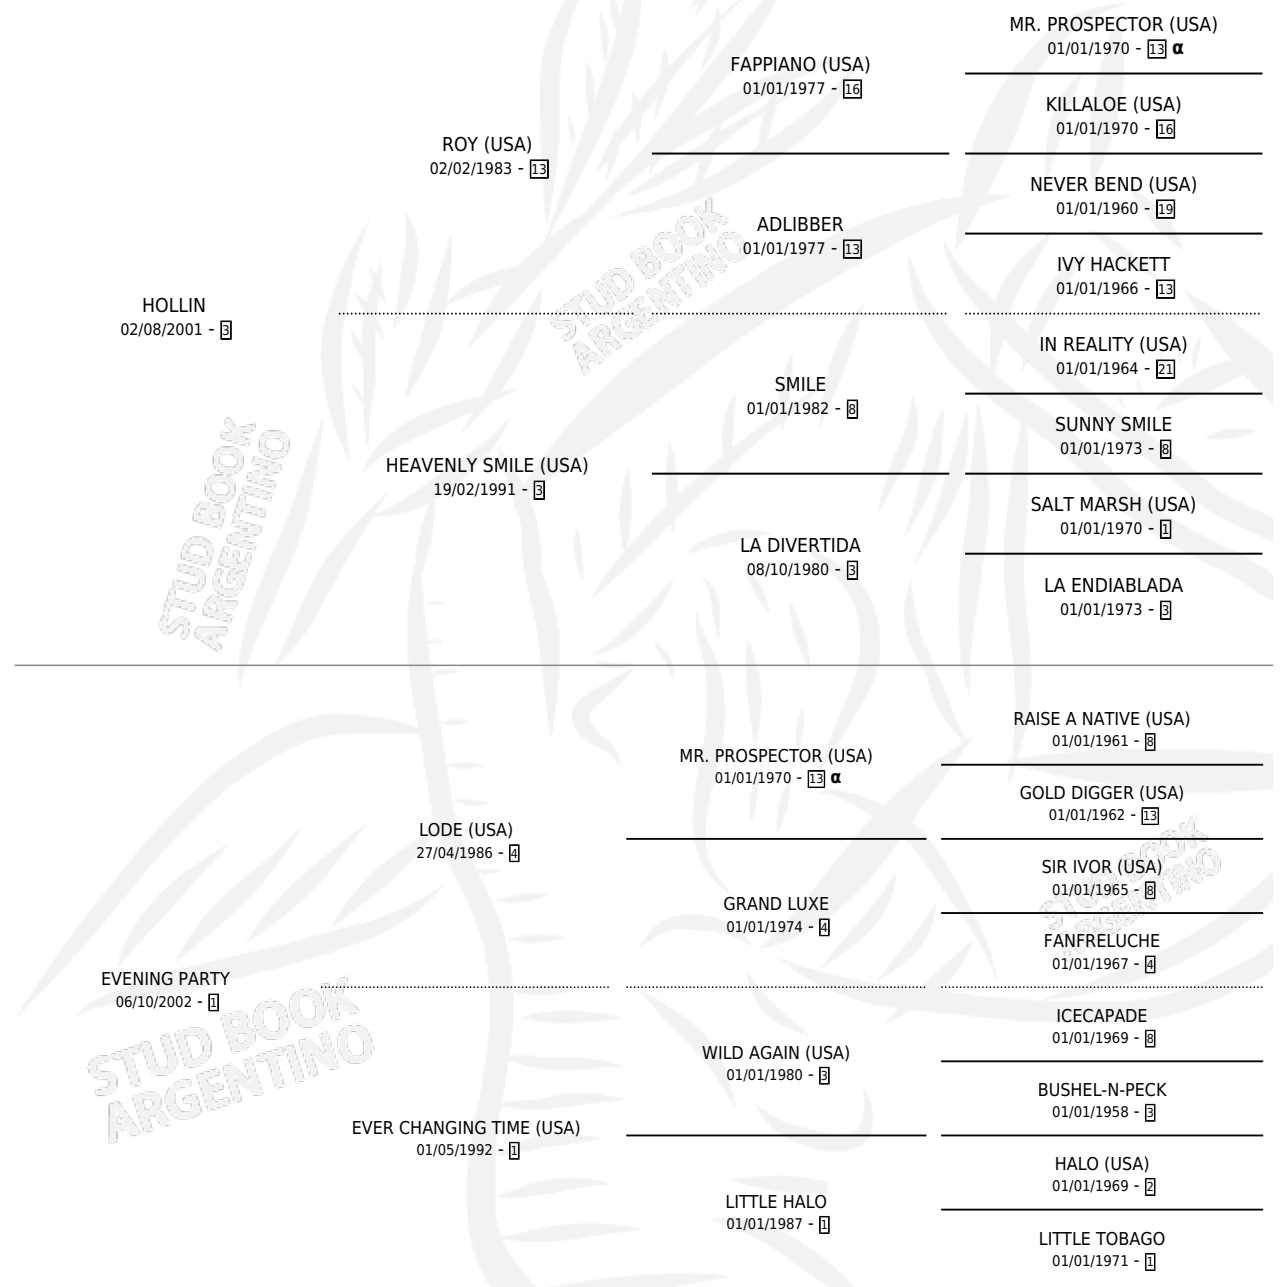 MR. PROSPECTOR (USA)
01/01/1970 - 13 α
FAPPIANO (USA)
01/01/1977 - 16
KILLALOE (USA)
01/01/1970 - 16
ROY (USA)
02/02/1983 - 13
NEVER BEND (USA)
01/01/1960 - 19
ADLIBBER
01/01/1977 - 13
IVY HACKETT
01/01/1966 - 13
HOLLIN
02/08/2001 - 3
IN REALITY (USA)
01/01/1964 - 21
SMILE
01/01/1982 - 8
SUNNY SMILE
01/01/1973 - 8
HEAVENLY SMILE (USA)
19/02/1991 - 3
SALT MARSH (USA)
01/01/1970 - 1
LA DIVERTIDA
08/10/1980 - 3
LA ENDIABLADA
01/01/1973 - 3
STUD BOOK
ARGENTINO
STUD BOOK
ARGENTINO
RAISE A NATIVE (USA)
01/01/1961 - 8
MR. PROSPECTOR (USA)
01/01/1970 - 13 α
GOLD DIGGER (USA)
01/01/1962 - 13
LODE (USA)
27/04/1986 - 4
SIR IVOR (USA)
01/01/1965 - 8
GRAND LUXE
01/01/1974 - 4
FANFRELUCHE
01/01/1967 - 4
EVENING PARTY
06/10/2002 - 1
ICECAPADE
01/01/1969 - 8
WILD AGAIN (USA)
01/01/1980 - 3
BUSHEL-N-PECK
01/01/1958 - 3
EVER CHANGING TIME (USA)
01/05/1992 - 1
HALO (USA)
01/01/1969 - 2
LITTLE HALO
01/01/1987 - 1
LITTLE TOBAGO
01/01/1971 - 1
STUD BOOK
ARGENTINO
STUD BOOK
ARGENTINO